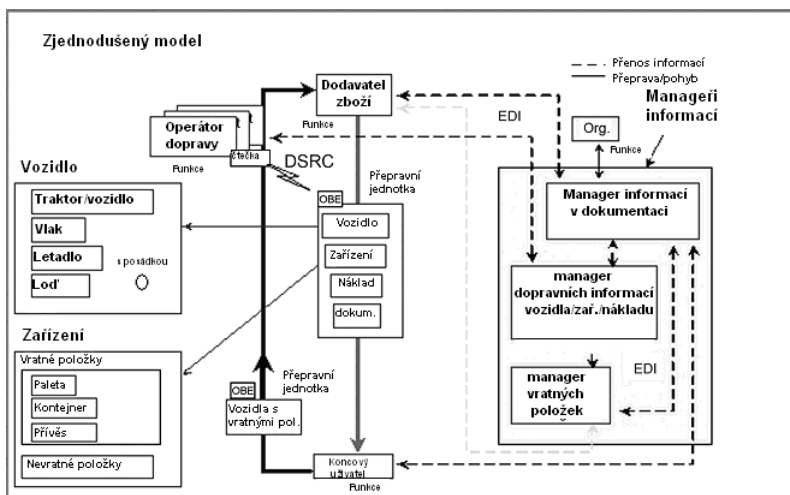 Zjednodušený model
Přenos informací
Přeprava/pohyb
Manageři
informací
Dodavatel
zboží
Funkce
EDI
Org.
Funkce
Operátor
dopravy
čtečka
Funkce
DSRC
Přepravní
jednotka
OBE
Vozidlo
Zařízení
Náklad
dokum.
Vozidlo
Traktor/vozidlo
Vlak
Letadlo
Loď
s posádkou
Zařízení
Vratné položky
Paleta
Kontejner
Přívěs
Nevratné položky
Přepravní
jednotka
OBE
Vozidla s
vratnými pol.
Koncový
uživatel
Funkce
Manager informací
v dokumentaci
manager
dopravních informací
vozidla/zař./nákladu
EDI
manager
vratných
položek